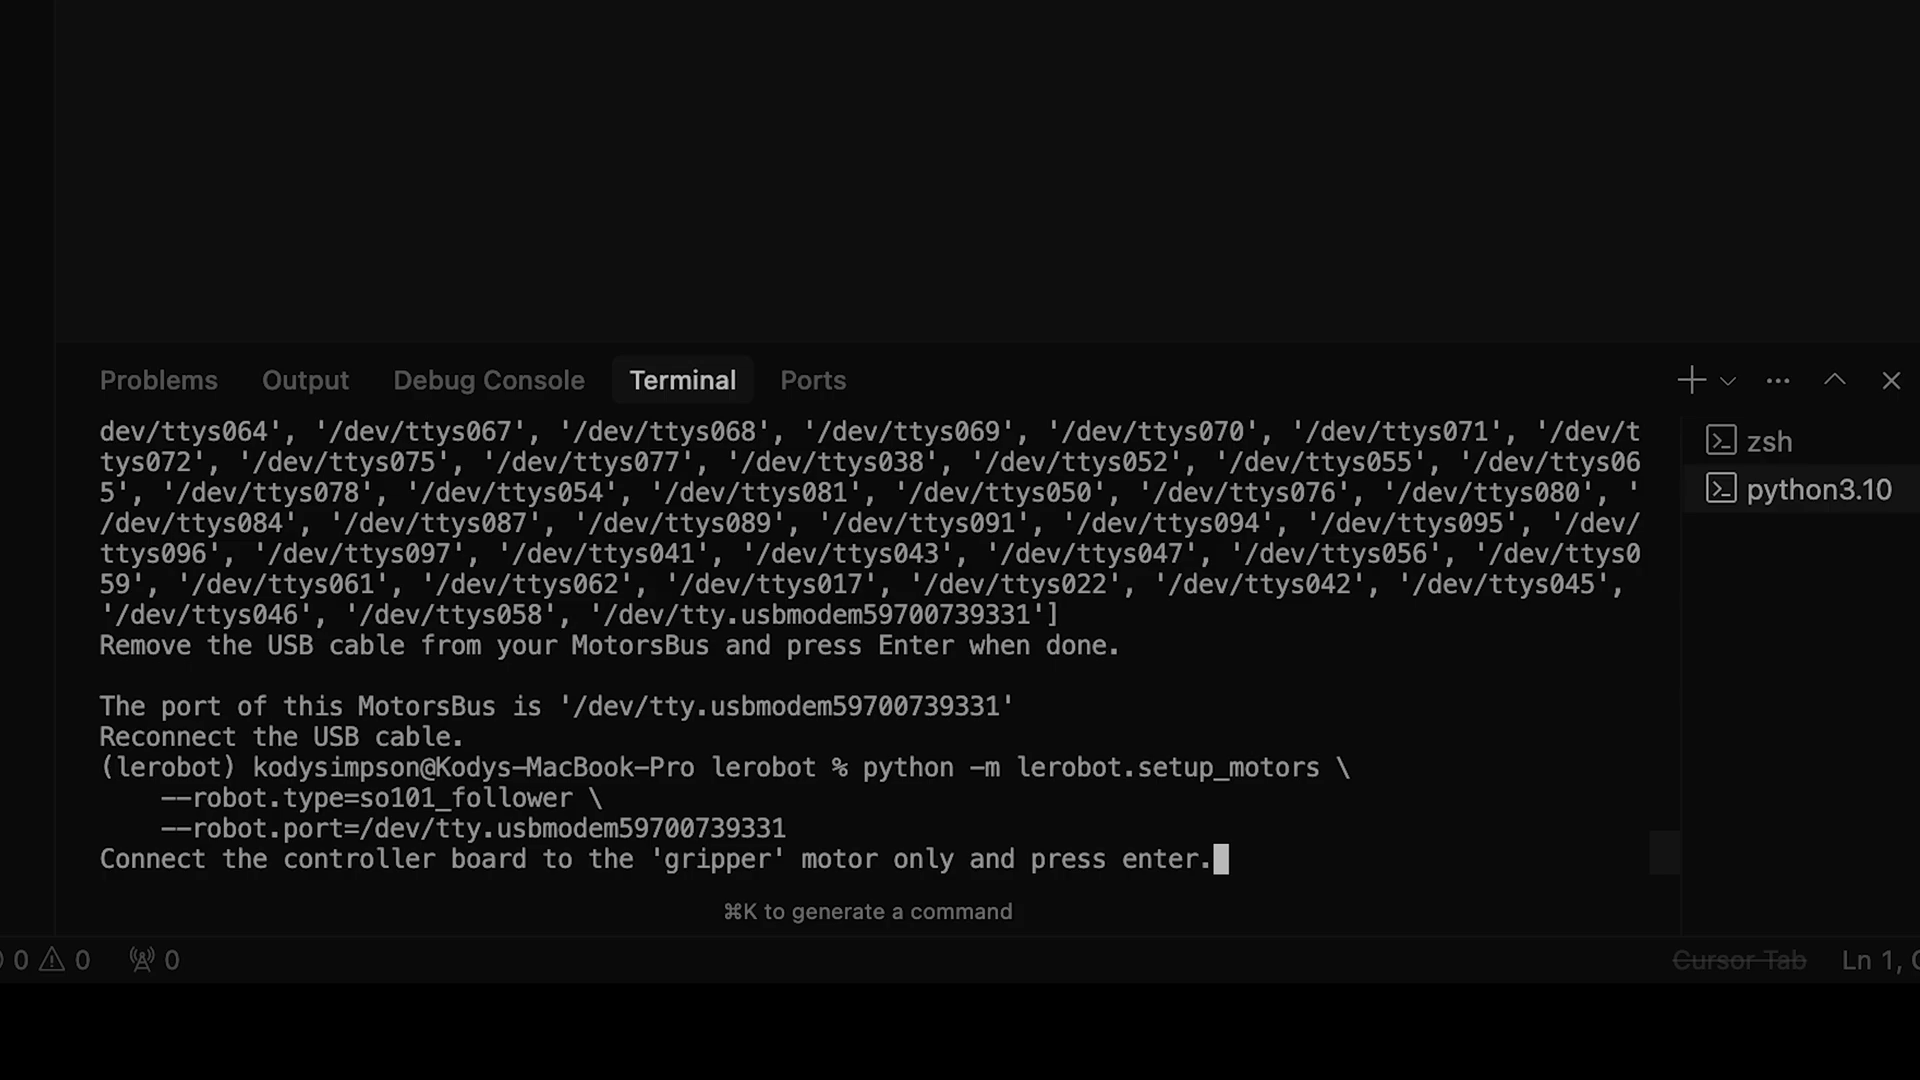 Problems Output Debug Console Terminal Ports
dev/ttys064', '/dev/ttys067', '/dev/ttys068', '/dev/ttys069', '/dev/ttys070', '/dev/ttys071', '/dev/t
tys072', '/dev/ttys075', '/dev/ttys077', '/dev/ttys038', '/dev/ttys052', '/dev/ttys055', '/dev/ttys06
5', '/dev/ttys078', '/dev/ttys054', '/dev/ttys081', '/dev/ttys050', '/dev/ttys076', '/dev/ttys080', '
/dev/ttys084', '/dev/ttys087', '/dev/ttys089', '/dev/ttys091', '/dev/ttys094', '/dev/ttys095', '/dev/
ttys096', '/dev/ttys097', '/dev/ttys041', '/dev/ttys043', '/dev/ttys047', '/dev/ttys056', '/dev/ttys0
59', '/dev/ttys061', '/dev/ttys062', '/dev/ttys017', '/dev/ttys022', '/dev/ttys042', '/dev/ttys045',
'/dev/ttys046', '/dev/ttys058', '/dev/tty.usbmodem59700739331']
Remove the USB cable from your MotorsBus and press Enter when done.
The port of this MotorsBus is '/dev/tty.usbmodem59700739331'
Reconnect the USB cable.
(lerobot) kodysimpson@Kodys-MacBook-Pro lerobot % python -m lerobot.setup_motors \
--robot.type=so101_follower \
--robot.port=/dev/tty.usbmodem59700739331
Connect the controller board to the 'gripper' motor only and press enter.
⌘K to generate a command
zsh
python3.10
0 0 0
Cursor Tab
Ln 1,